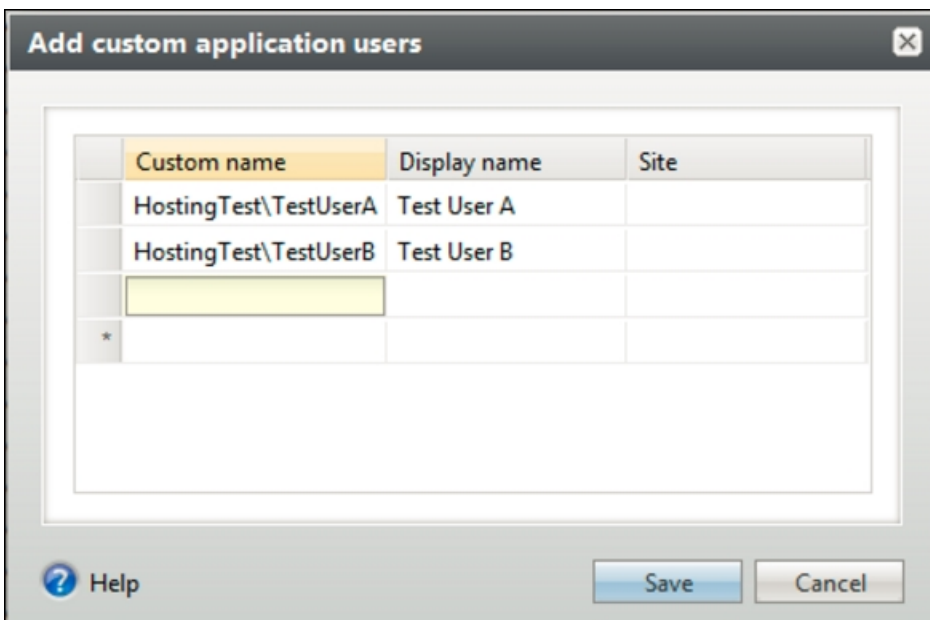 Add custom application users
Custom name Display name Site
HostingTest\TestUserA Test User A
HostingTest\TestUserB Test User B
*
? Help Save Cancel